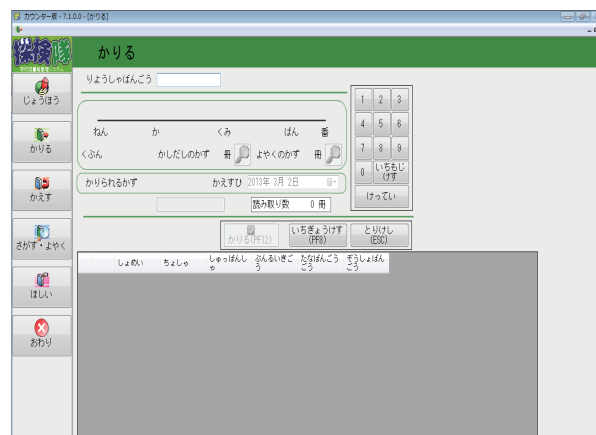 カウンター版 - 7.1.0.0 - [かりる]
探検隊
かりる
りようしゃばんごう
じょうほう
かりる
かえす
さがす・よやく
ほしい
おわり
ねん か くみ ばん 番
くぶん かしだしのかず 冊 よやくのかず 冊
かりられるかず かえすひ 2013年 3月 2日
読み取り数 0 冊
1 2 3
4 5 6
7 8 9
0 いちもじけす
けってい
かりる(PF12) いちぎょうけす(PF8) とりけし(ESC)
しょめい ちょしゃ しゅっぱんしゃ ぶんるいきごう たなばんごう ぞうしょばんごう